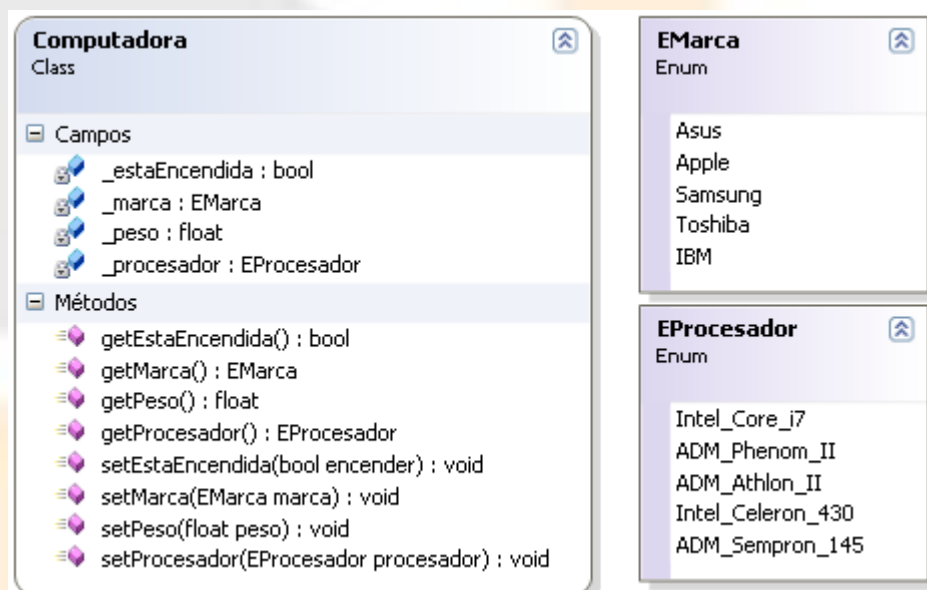 Computadora
Class
Campos
_estaEncendida : bool
_marca : EMarca
_peso : float
_procesador : EProcesador
Métodos
getEstaEncendida() : bool
getMarca() : EMarca
getPeso() : float
getProcesador() : EProcesador
setEstaEncendida(bool encender) : void
setMarca(EMarca marca) : void
setPeso(float peso) : void
setProcesador(EProcesador procesador) : void
EMarca
Enum
Asus
Apple
Samsung
Toshiba
IBM
EProcesador
Enum
Intel_Core_i7
ADM_Phenom_II
ADM_Athlon_II
Intel_Celeron_430
ADM_Sempron_145